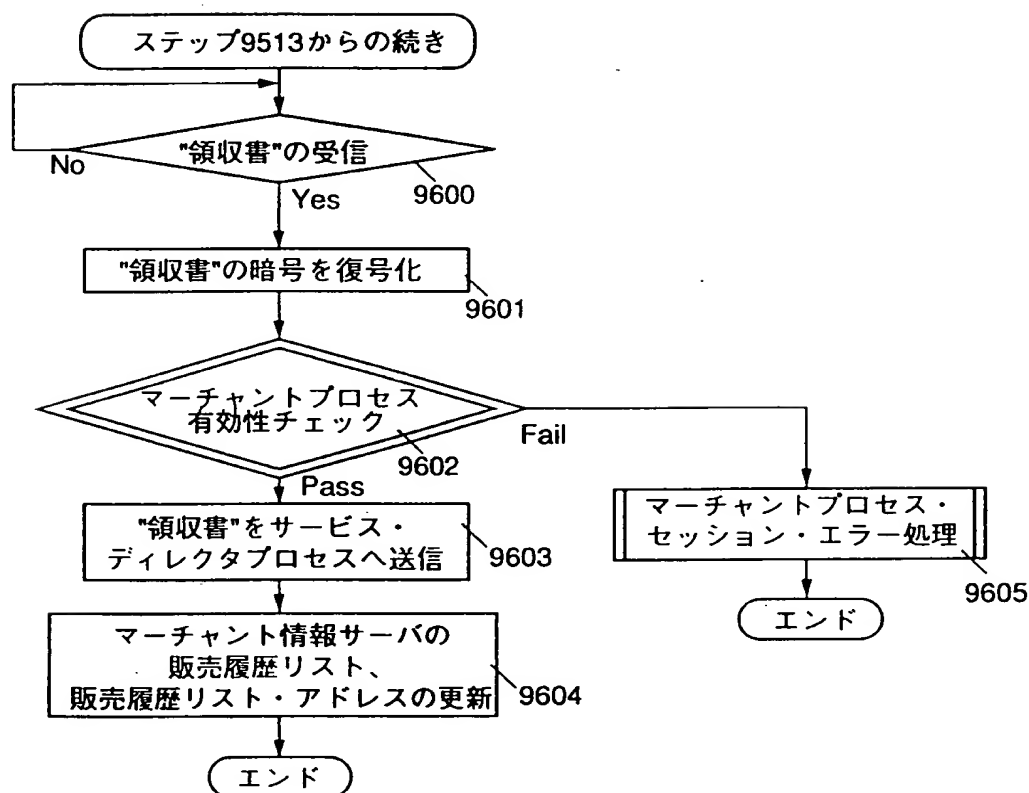 ステップ9513からの続き
"領収書"の受信
No
9600
Yes
"領収書"の暗号を復号化
9601
マーチャントプロセス
有効性チェック
9602
Fail
Pass
"領収書"をサービス・
ディレクタプロセスへ送信
9603
マーチャントプロセス・
セッション・エラー処理
9605
エンド
マーチャント情報サーバの
販売履歴リスト、
販売履歴リスト・アドレスの更新
9604
エンド